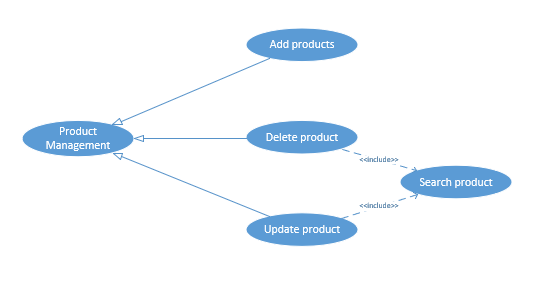 Add products
Product
Management
Delete product
<<include>>
Search product
<<include>>
Update product